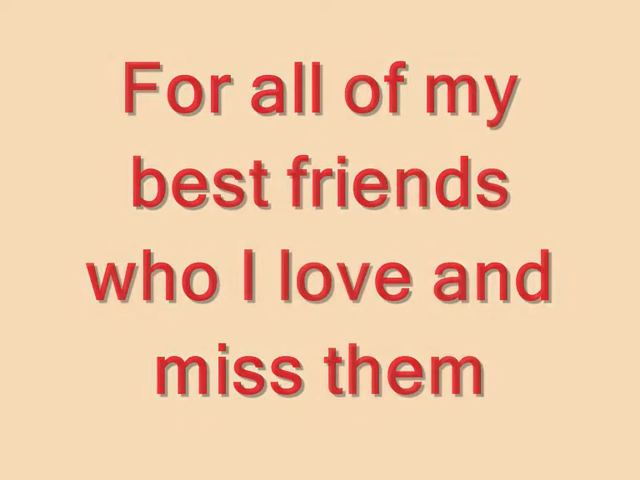 For all of my
best friends
who I love and
miss them